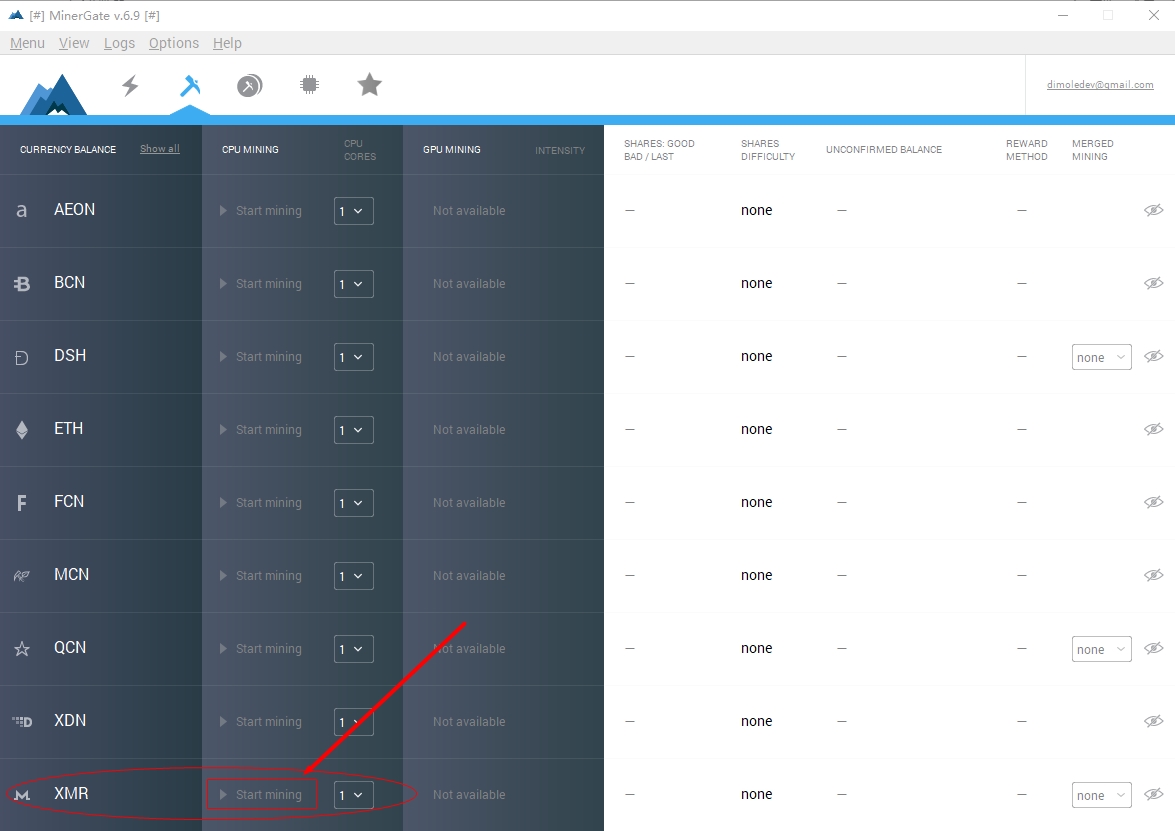 [#] MinerGate v.6.9 [#]
Menu View Logs Options Help
dimoledev@gmail.com
CURRENCY BALANCE Show all CPU MINING CPU CORES GPU MINING INTENSITY SHARES: GOOD BAD / LAST SHARES DIFFICULTY UNCONFIRMED BALANCE REWARD METHOD MERGED MINING
a AEON Start mining 1 Not available — none — —
BCN Start mining 1 Not available — none — —
DSH Start mining 1 Not available — none — — none
ETH Start mining 1 Not available — none — —
F FCN Start mining 1 Not available — none — —
MCN Start mining 1 Not available — none — —
QCN Start mining 1 Not available — none — — none
D XDN Start mining 1 Not available — none — —
M XMR Start mining 1 Not available — none — — none